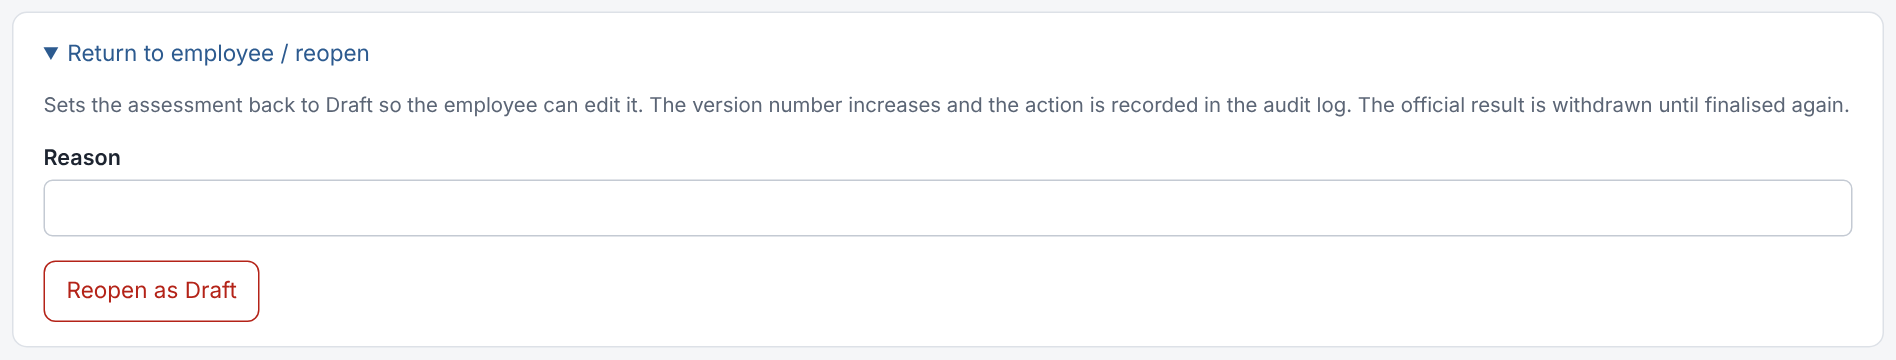 ▼ Return to employee / reopen
Sets the assessment back to Draft so the employee can edit it. The version number increases and the action is recorded in the audit log. The official result is withdrawn until finalised again.
Reason
Reopen as Draft